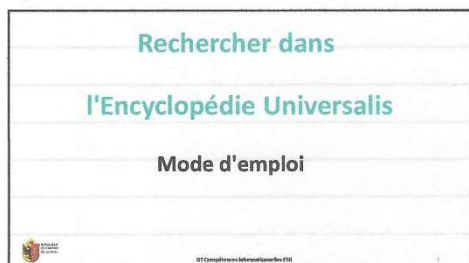 Rechercher dans
l'Encyclopédie Universalis
Mode d'emploi
GT Compétences informationnelles ESII